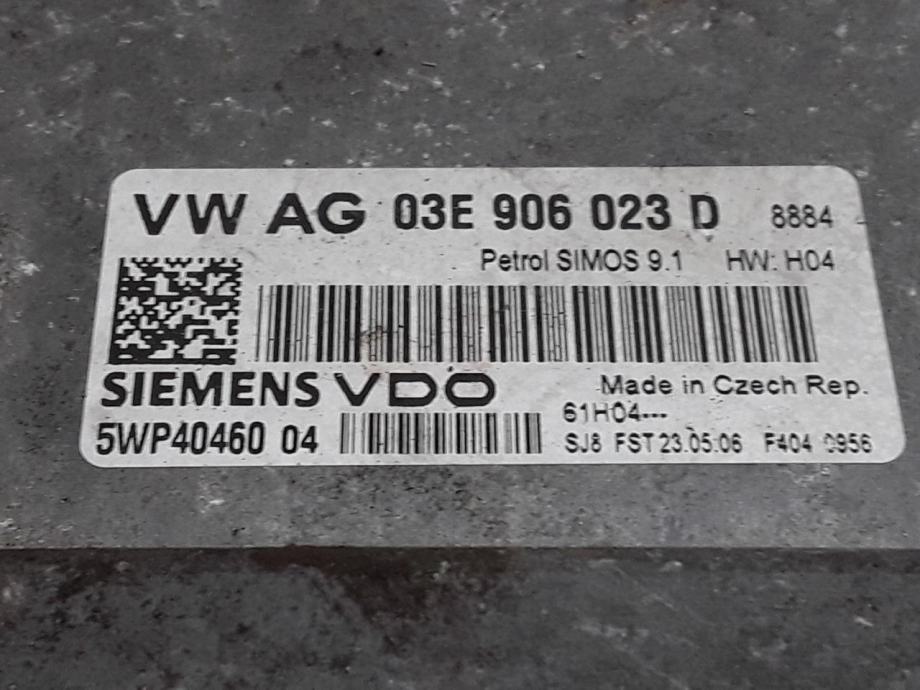 VW AG 03E 906 023 D 8884
Petrol SIMOS 9.1 HW: H04
SIEMENS VDO Made in Czech Rep.
61H04---
5WP40460 04 SJ8 FST 23.05.06 F404